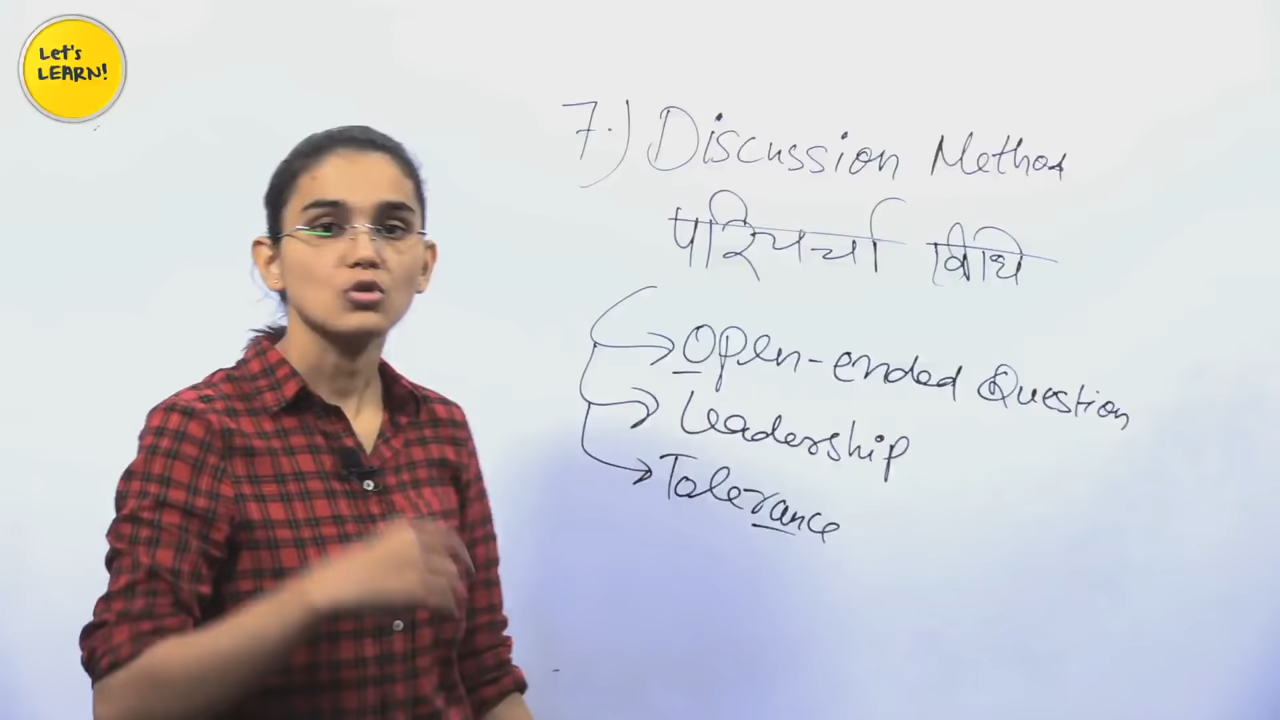 Let's
LEARN!
7.) Discussion Method
परिचर्चा विधि
Open-ended Question
Leadership
Tolerance